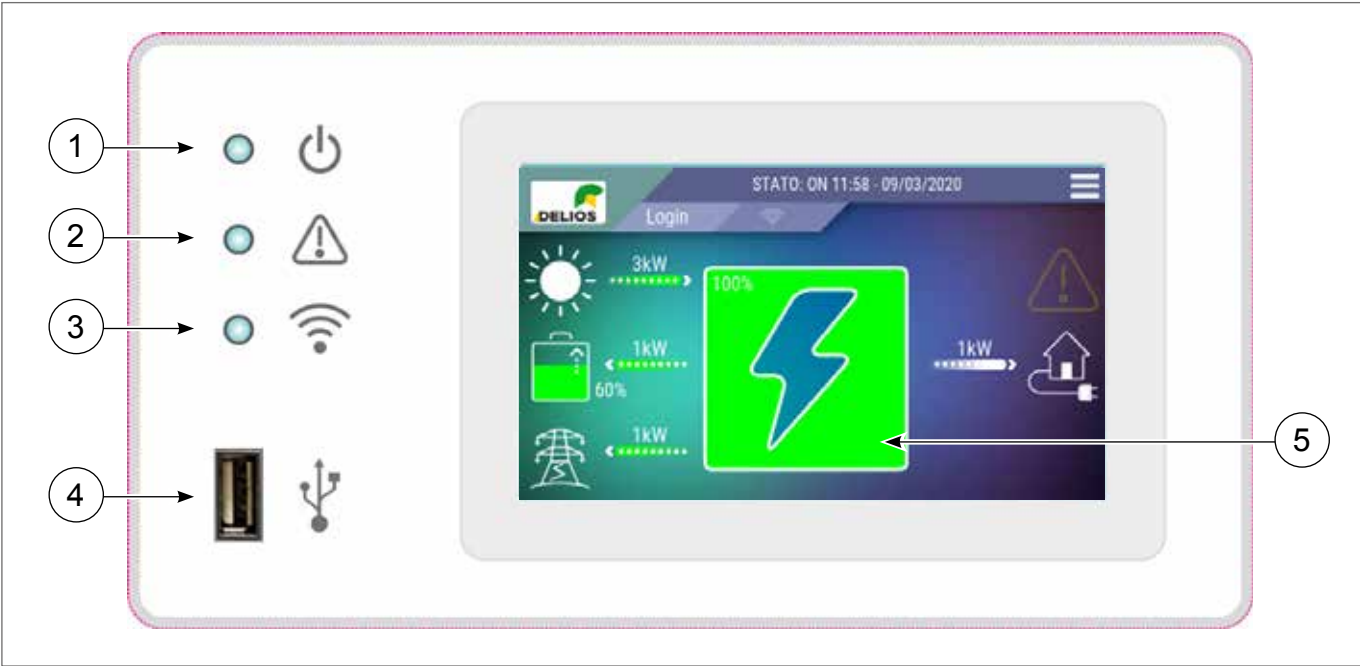 1
2
3
4
5
DELIOS
STATO: ON 11:58 - 09/03/2020
Login
3kW
100%
1kW
60%
1kW
1kW